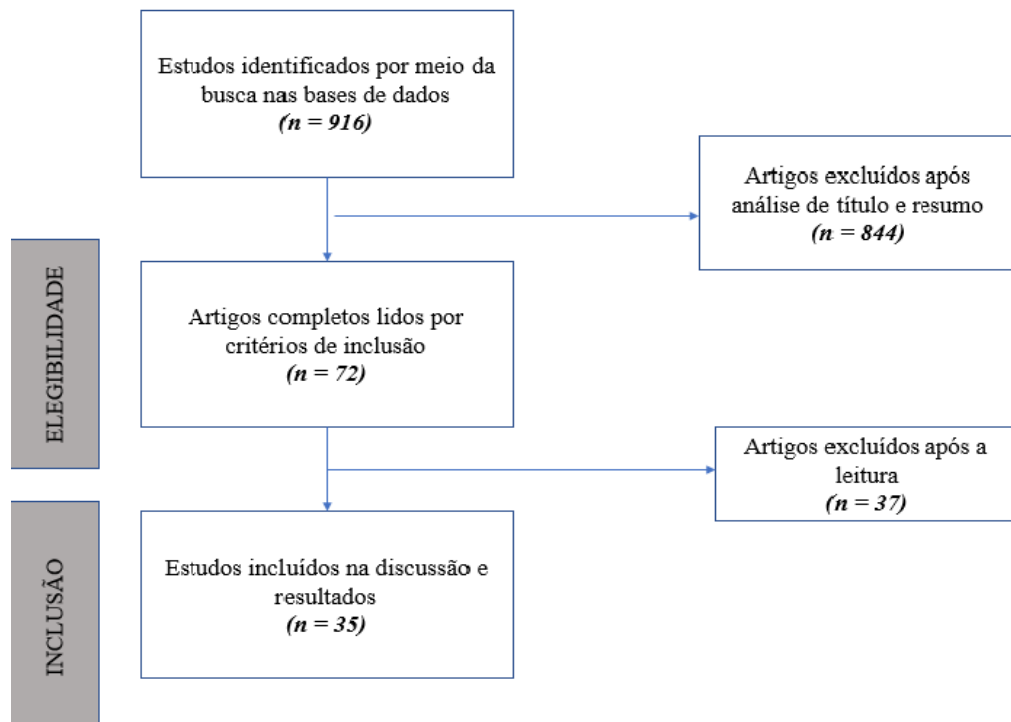 Estudos identificados por meio da
busca nas bases de dados
(n = 916)
Artigos excluídos após
análise de título e resumo
(n = 844)
ELEGIBILIDADE
Artigos completos lidos por
critérios de inclusão
(n = 72)
Artigos excluídos após a
leitura
(n = 37)
INCLUSÃO
Estudos incluídos na discussão e
resultados
(n = 35)